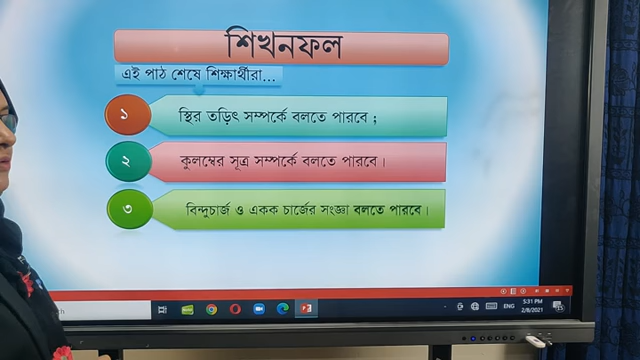 শিখনফল
এই পাঠ শেষে শিক্ষার্থীরা...
১ স্থির তড়িৎ সম্পর্কে বলতে পারবে ;
২ কুলম্বের সূত্র সম্পর্কে বলতে পারবে।
৩ বিন্দুচার্জ ও একক চার্জের সংজ্ঞা বলতে পারবে।
ENG
5:31 PM
2/8/2021